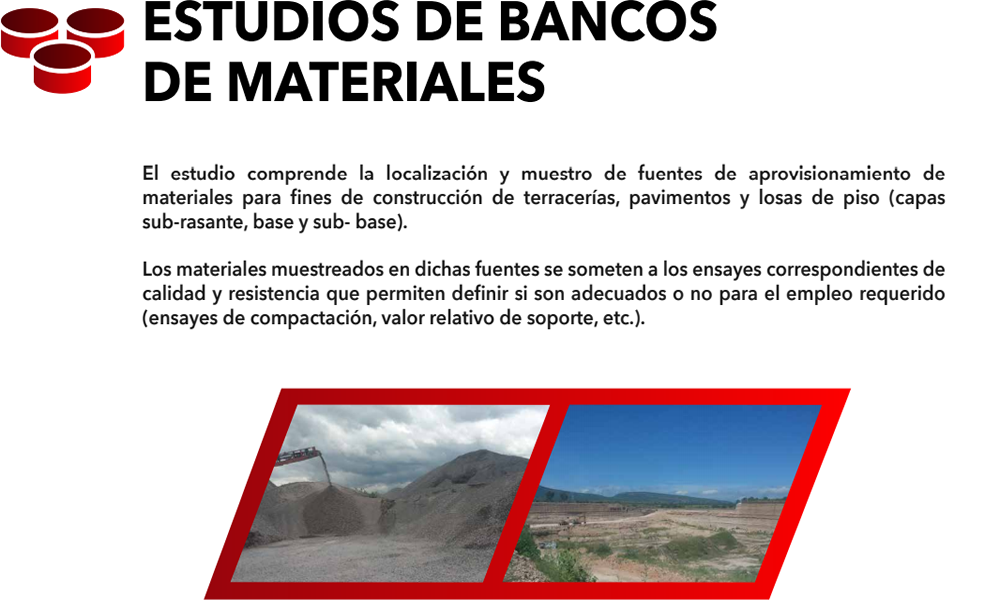 ESTUDIOS DE BANCOS
DE MATERIALES
El estudio comprende la localización y muestro de fuentes de aprovisionamiento de
materiales para fines de construcción de terracerías, pavimentos y losas de piso (capas
sub-rasante, base y sub- base).
Los materiales muestreados en dichas fuentes se someten a los ensayes correspondientes de
calidad y resistencia que permiten definir si son adecuados o no para el empleo requerido
(ensayes de compactación, valor relativo de soporte, etc.).